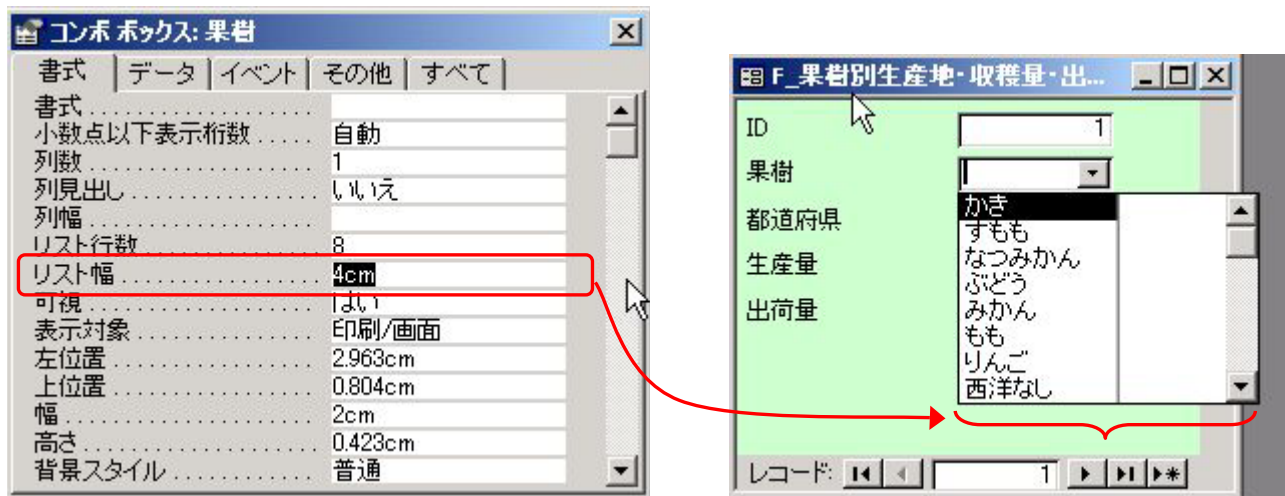 コンボ ボックス: 果樹
書式 データ イベント その他 すべて
書式....................
小数点以下表示桁数..... 自動
列数.................... 1
列見出し................ いいえ
列幅....................
リスト行数.............. 8
リスト幅................ 4cm
可視.................... はい
表示対象................ 印刷/画面
左位置.................. 2.963cm
上位置.................. 0.804cm
幅...................... 2cm
高さ.................... 0.423cm
背景スタイル............ 普通
F_果樹別生産地・収穫量・出...
ID 1
果樹
都道府県
生産量
出荷量
かき
すもも
なつみかん
ぶどう
みかん
もも
りんご
西洋なし
レコード: 1